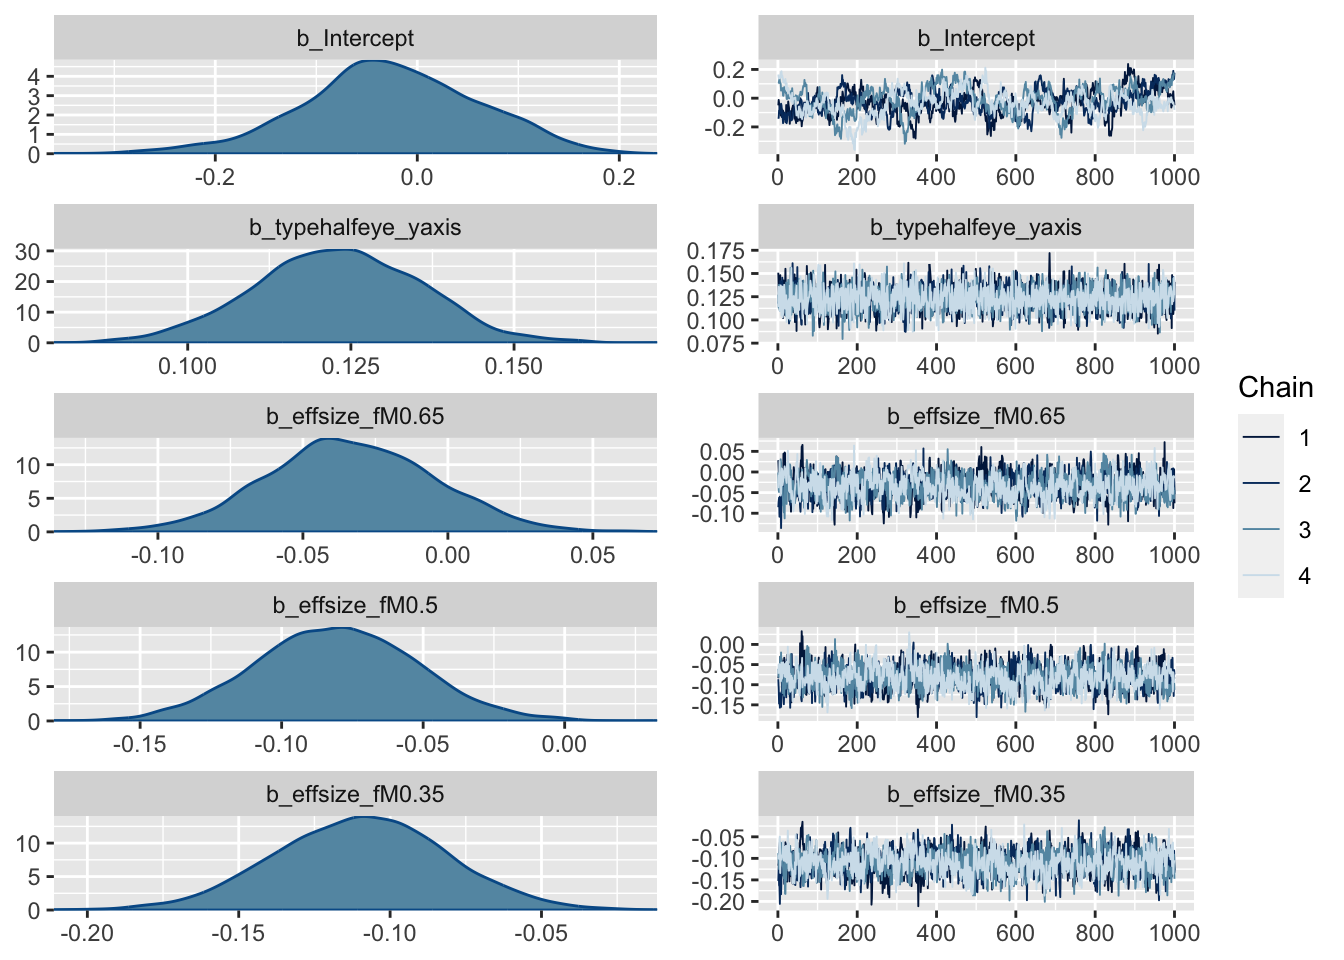 b_Intercept
4
3
2
1
0
-0.2 0.0 0.2
b_Intercept
0.2
0.0
-0.2
0 200 400 600 800 1000
b_typehalfeye_yaxis
30
20
10
0
0.100 0.125 0.150
b_typehalfeye_yaxis
0.175
0.150
0.125
0.100
0.075
0 200 400 600 800 1000
b_effsize_fM0.65
10
5
0
-0.10 -0.05 0.00 0.05
b_effsize_fM0.65
0.05
0.00
-0.05
-0.10
0 200 400 600 800 1000
b_effsize_fM0.5
10
5
0
-0.15 -0.10 -0.05 0.00
b_effsize_fM0.5
0.00
-0.05
-0.10
-0.15
0 200 400 600 800 1000
b_effsize_fM0.35
10
5
0
-0.20 -0.15 -0.10 -0.05
b_effsize_fM0.35
-0.05
-0.10
-0.15
-0.20
0 200 400 600 800 1000
Chain
1
2
3
4